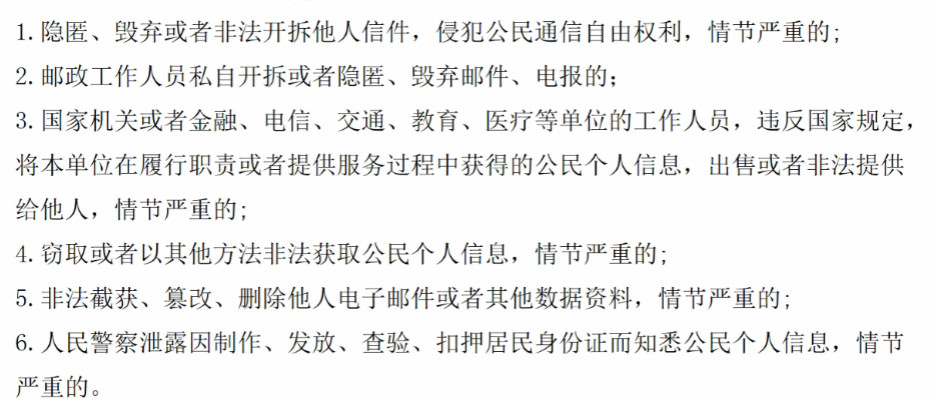 1.隐匿、毁弃或者非法开拆他人信件，侵犯公民通信自由权利，情节严重的；
2.邮政工作人员私自开拆或者隐匿、毁弃邮件、电报的；
3.国家机关或者金融、电信、交通、教育、医疗等单位的工作人员，违反国家规定，
将本单位在履行职责或者提供服务过程中获得的公民个人信息，出售或者非法提供
给他人，情节严重的；
4.窃取或者以其他方法非法获取公民个人信息，情节严重的；
5.非法截获、篡改、删除他人电子邮件或者其他数据资料，情节严重的；
6.人民警察泄露因制作、发放、查验、扣押居民身份证而知悉公民个人信息，情节
严重的。